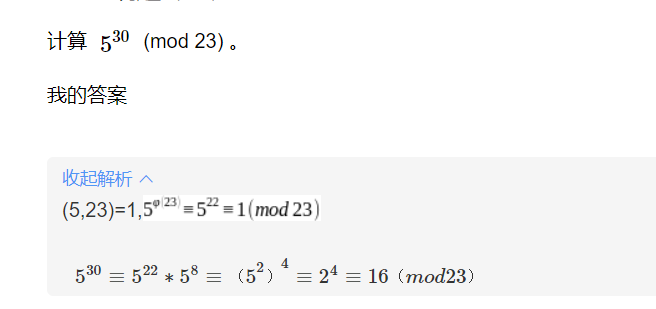 计算 5^30 (mod 23) 。
我的答案
收起解析 ^
(5,23)=1,5^φ(23) ≡ 5^22 ≡ 1(mod 23)
5^30 ≡ 5^22 * 5^8 ≡（5^2）^4 ≡ 2^4 ≡ 16（mod23）